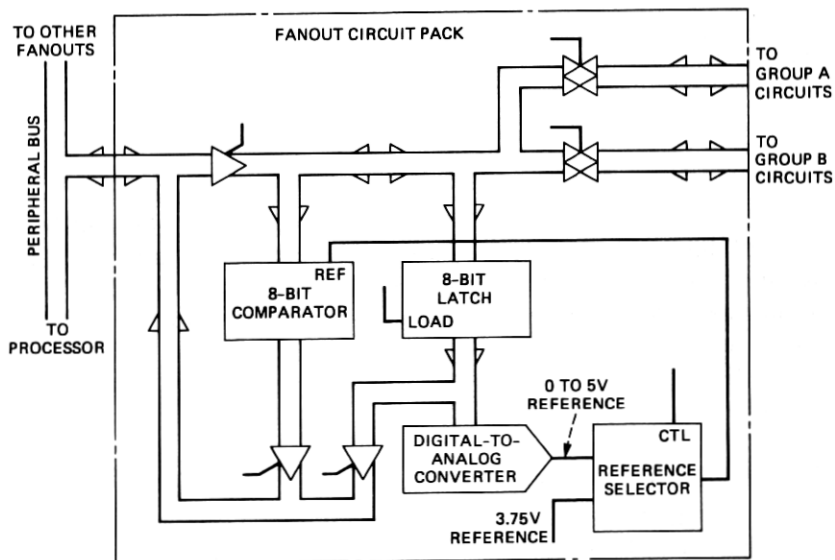 TO OTHER
FANOUTS
FANOUT CIRCUIT PACK
TO
GROUP A
CIRCUITS
PERIPHERAL BUS
TO
GROUP B
CIRCUITS
REF
8-BIT
COMPARATOR
8-BIT
LATCH
LOAD
TO
PROCESSOR
0 TO 5V
REFERENCE
DIGITAL-TO-
ANALOG
CONVERTER
CTL
REFERENCE
SELECTOR
3.75V
REFERENCE